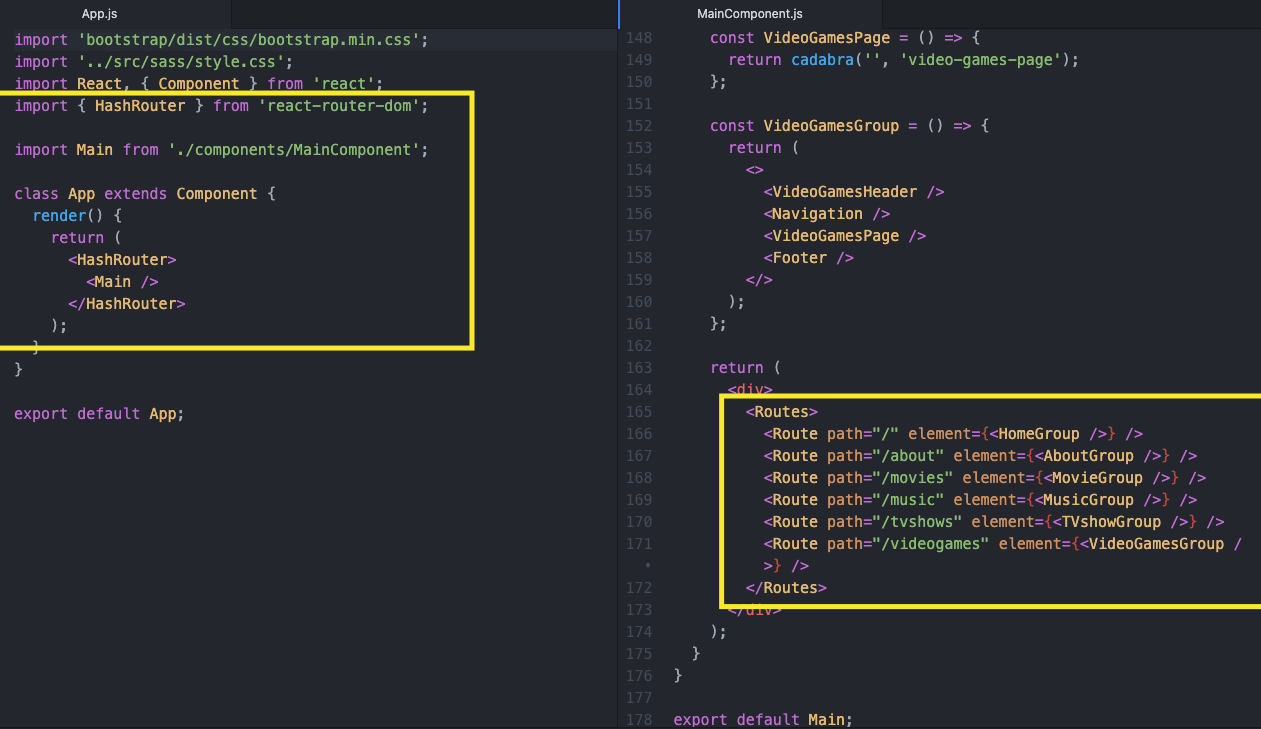 App.js
import 'bootstrap/dist/css/bootstrap.min.css';
import '../src/sass/style.css';
import React, { Component } from 'react';
import { HashRouter } from 'react-router-dom';
import Main from './components/MainComponent';
class App extends Component {
render() {
return (
<HashRouter>
<Main />
</HashRouter>
);
}
}
export default App;
MainComponent.js
148 const VideoGamesPage = () => {
149 return cadabra('', 'video-games-page');
150 };
151
152 const VideoGamesGroup = () => {
153 return (
154 <>
155 <VideoGamesHeader />
156 <Navigation />
157 <VideoGamesPage />
158 <Footer />
159 </>
160 );
161 };
162
163 return (
164 <div>
165 <Routes>
166 <Route path="/" element={<HomeGroup />} />
167 <Route path="/about" element={<AboutGroup />} />
168 <Route path="/movies" element={<MovieGroup />} />
169 <Route path="/music" element={<MusicGroup />} />
170 <Route path="/tvshows" element={<TVshowGroup />} />
171 <Route path="/videogames" element={<VideoGamesGroup /
• >} />
172 </Routes>
173 </div>
174 );
175 }
176 }
177
178 export default Main;